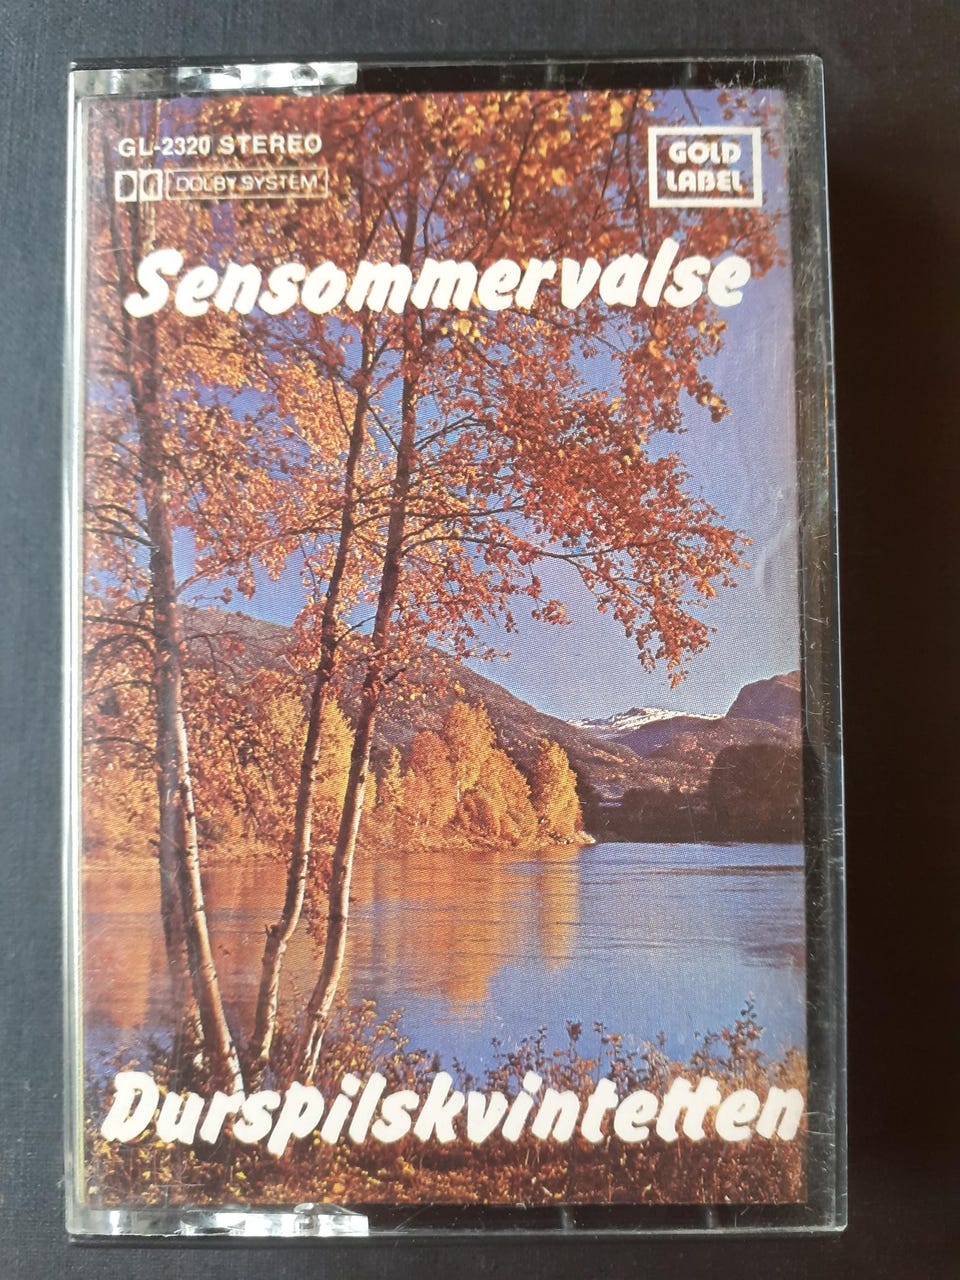 GL-2320 STEREO
DOLBY SYSTEM
GOLD
LABEL
Sensommervalse
Durspilskvintetten